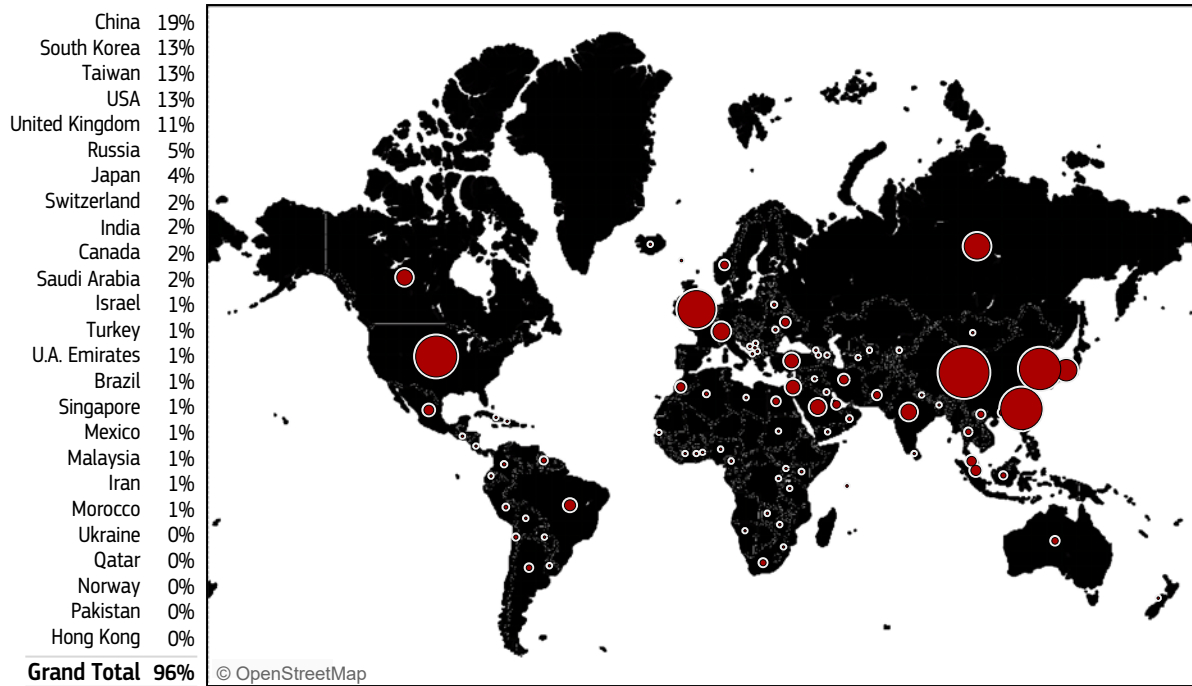 China 19%
South Korea 13%
Taiwan 13%
USA 13%
United Kingdom 11%
Russia 5%
Japan 4%
Switzerland 2%
India 2%
Canada 2%
Saudi Arabia 2%
Israel 1%
Turkey 1%
U.A. Emirates 1%
Brazil 1%
Singapore 1%
Mexico 1%
Malaysia 1%
Iran 1%
Morocco 1%
Ukraine 0%
Qatar 0%
Norway 0%
Pakistan 0%
Hong Kong 0%
Grand Total 96%
© OpenStreetMap